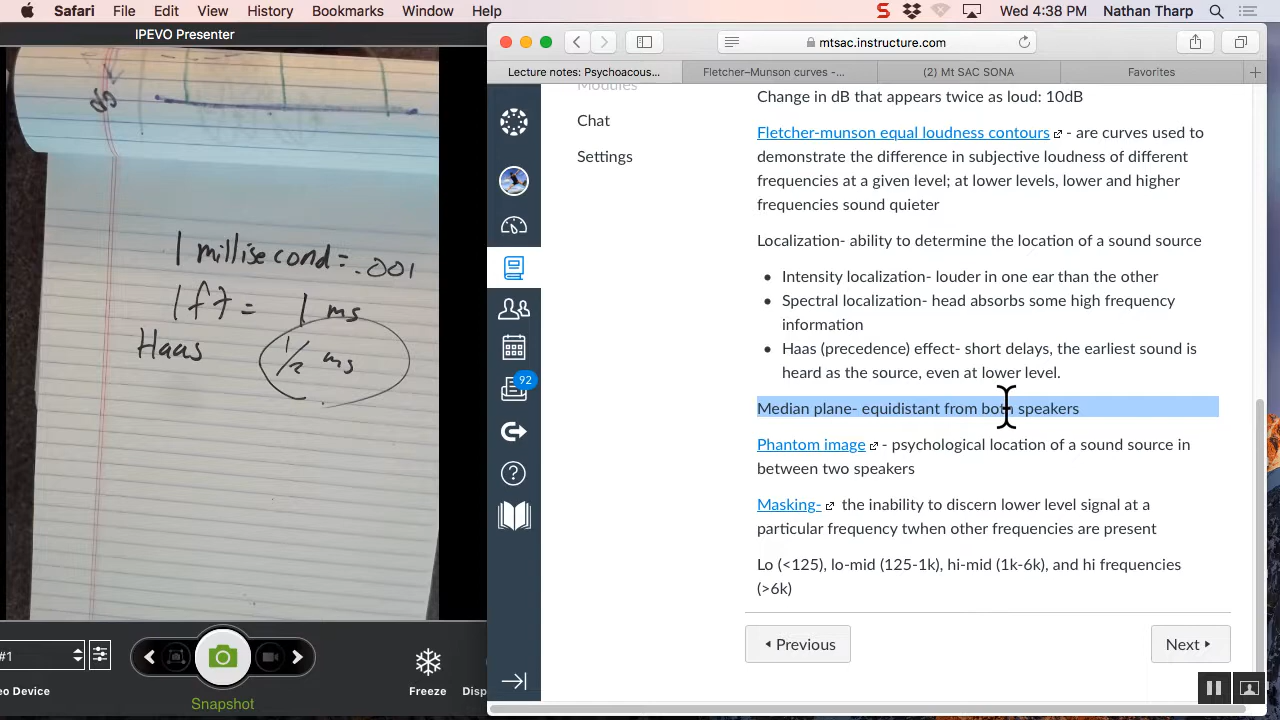 Safari File Edit View History Bookmarks Window Help
Wed 4:38 PM Nathan Tharp
IPEVO Presenter
mtsac.instructure.com
Lecture notes: Psychoacous...
Fletcher–Munson curves -...
(2) Mt SAC SONA
Favorites
dB
1 millisecond = .001
1 ft = 1 ms
Haas 1/2 ms
#1
eo Device
Snapshot
Freeze
Disp
92
Modules
Chat
Settings
Change in dB that appears twice as loud: 10dB
Fletcher-munson equal loudness contours - are curves used to
demonstrate the difference in subjective loudness of different
frequencies at a given level; at lower levels, lower and higher
frequencies sound quieter
Localization- ability to determine the location of a sound source
• Intensity localization- louder in one ear than the other
• Spectral localization- head absorbs some high frequency
information
• Haas (precedence) effect- short delays, the earliest sound is
heard as the source, even at lower level.
Median plane- equidistant from both speakers
Phantom image - psychological location of a sound source in
between two speakers
Masking- the inability to discern lower level signal at a
particular frequency twhen other frequencies are present
Lo (<125), lo-mid (125-1k), hi-mid (1k-6k), and hi frequencies
(>6k)
Previous
Next